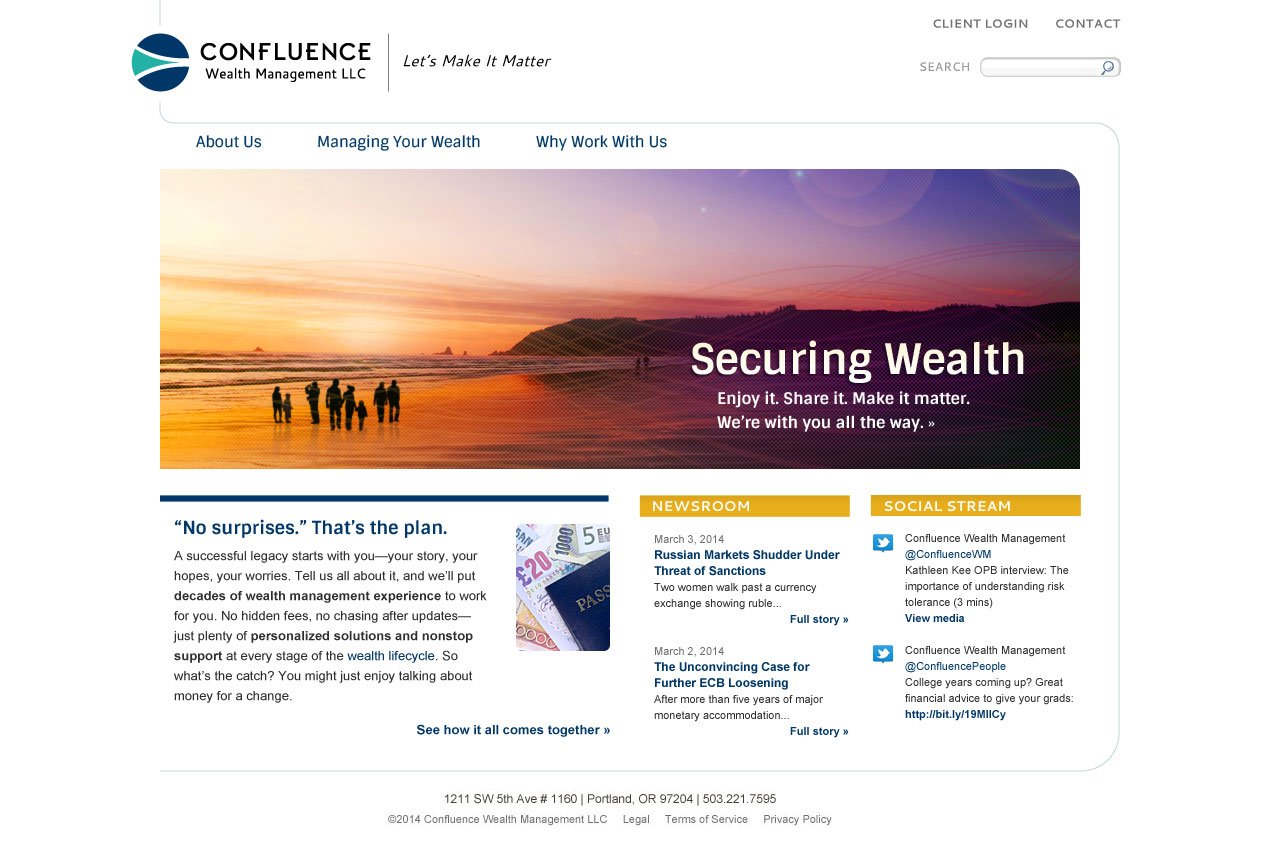 CLIENT LOGIN CONTACT
CONFLUENCE
Wealth Management LLC
Let's Make It Matter
SEARCH
About Us Managing Your Wealth Why Work With Us
Securing Wealth
Enjoy it. Share it. Make it matter.
We're with you all the way. »
"No surprises." That's the plan.
A successful legacy starts with you—your story, your
hopes, your worries. Tell us all about it, and we'll put
decades of wealth management experience to work
for you. No hidden fees, no chasing after updates—
just plenty of personalized solutions and nonstop
support at every stage of the wealth lifecycle. So
what's the catch? You might just enjoy talking about
money for a change.
£20
1000
5 EU
PASS
See how it all comes together »
NEWSROOM
March 3, 2014
Russian Markets Shudder Under
Threat of Sanctions
Two women walk past a currency
exchange showing ruble...
Full story »
March 2, 2014
The Unconvincing Case for
Further ECB Loosening
After more than five years of major
monetary accommodation...
Full story »
SOCIAL STREAM
Confluence Wealth Management
@ConfluenceWM
Kathleen Kee OPB interview: The
importance of understanding risk
tolerance (3 mins)
View media
Confluence Wealth Management
@ConfluencePeople
College years coming up? Great
financial advice to give your grads:
http://bit.ly/19MIlCy
1211 SW 5th Ave # 1160 | Portland, OR 97204 | 503.221.7595
©2014 Confluence Wealth Management LLC Legal Terms of Service Privacy Policy